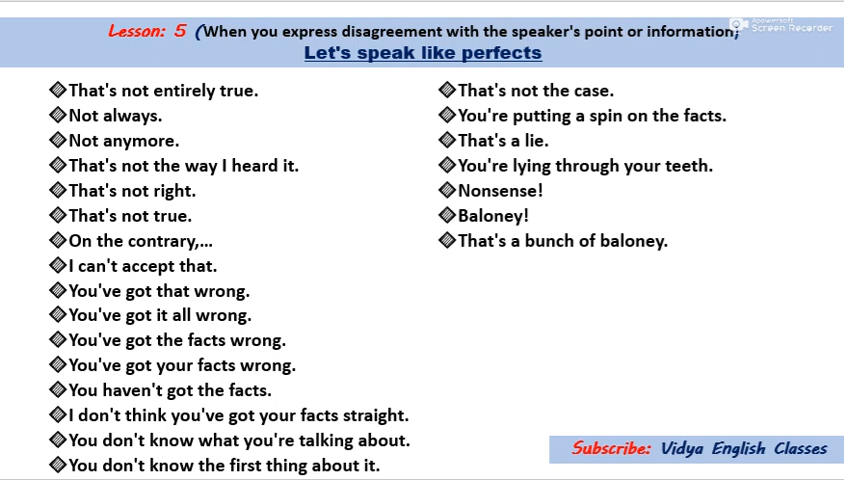 Lesson: 5 (When you express disagreement with the speaker's point or information)
Apowersoft
Screen Recorder
Let's speak like perfects
That's not entirely true.
Not always.
Not anymore.
That's not the way I heard it.
That's not right.
That's not true.
On the contrary,...
I can't accept that.
You've got that wrong.
You've got it all wrong.
You've got the facts wrong.
You've got your facts wrong.
You haven't got the facts.
I don't think you've got your facts straight.
You don't know what you're talking about.
You don't know the first thing about it.
That's not the case.
You're putting a spin on the facts.
That's a lie.
You're lying through your teeth.
Nonsense!
Baloney!
That's a bunch of baloney.
Subscribe: Vidya English Classes